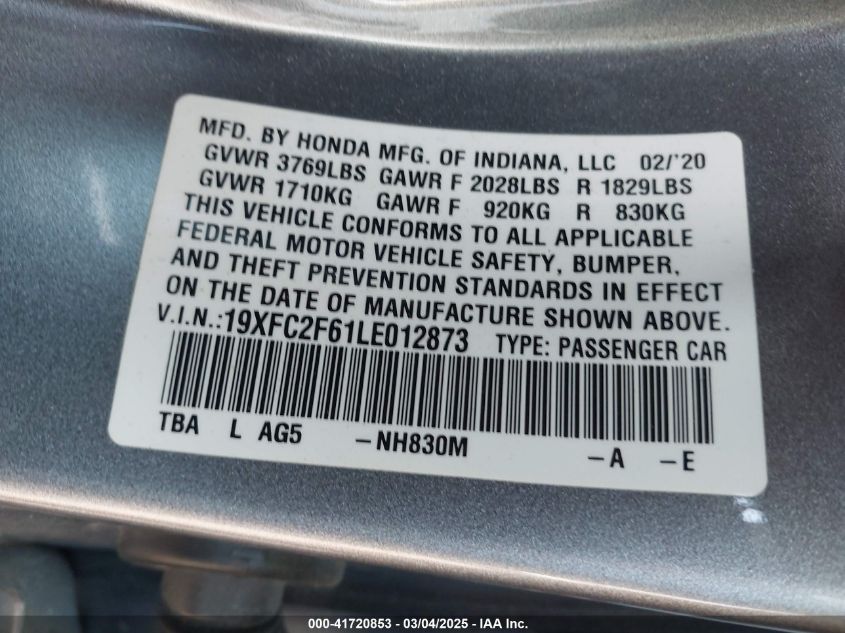 MFD. BY HONDA MFG. OF INDIANA, LLC 02/'20
GVWR 3769LBS GAWR F 2028LBS R 1829LBS
GVWR 1710KG GAWR F 920KG R 830KG
THIS VEHICLE CONFORMS TO ALL APPLICABLE
FEDERAL MOTOR VEHICLE SAFETY, BUMPER,
AND THEFT PREVENTION STANDARDS IN EFFECT
ON THE DATE OF MANUFACTURE SHOWN ABOVE.
V.I.N.:19XFC2F61LE012873 TYPE: PASSENGER CAR
TBA L AG5 -NH830M -A -E
000-41720853 - 03/04/2025 - IAA Inc.